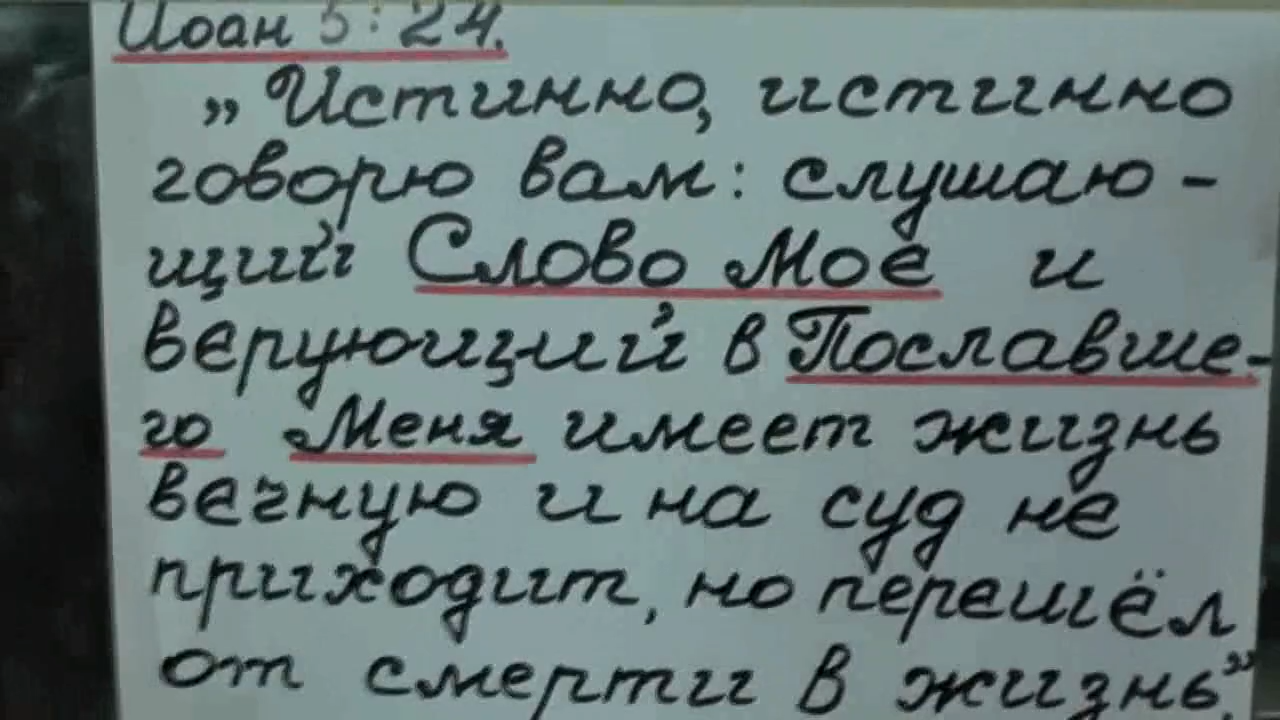 Иоан 5:24.
„Истинно, истинно
говорю вам: слушаю-
щий Слово Моё и
верующий в Пославше-
го Меня имеет жизнь
вечную и на суд не
приходит, но перешёл
от смерти в жизнь."